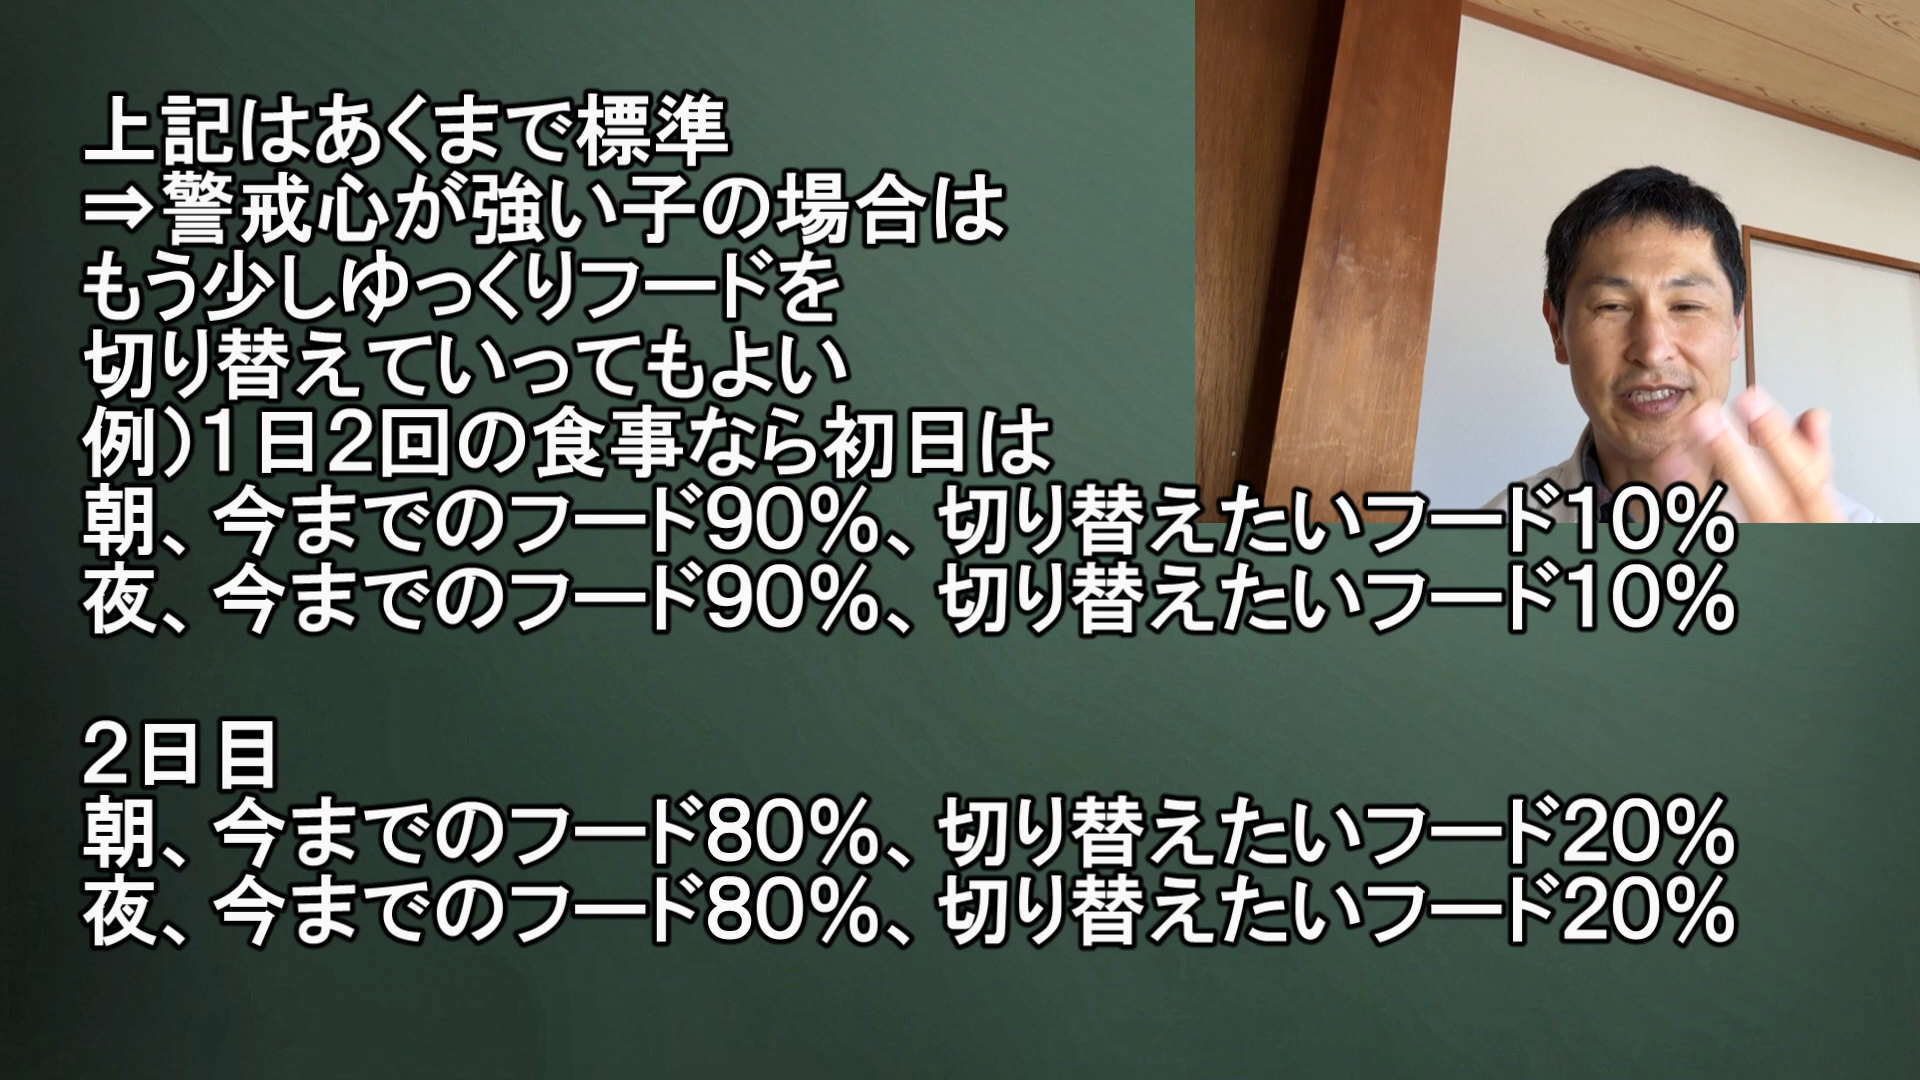 上記はあくまで標準
⇒警戒心が強い子の場合は
もう少しゆっくりフードを
切り替えていってもよい
例）１日２回の食事なら初日は
朝、今までのフード９０％、切り替えたいフード１０％
夜、今までのフード９０％、切り替えたいフード１０％
２日目
朝、今までのフード８０％、切り替えたいフード２０％
夜、今までのフード８０％、切り替えたいフード２０％